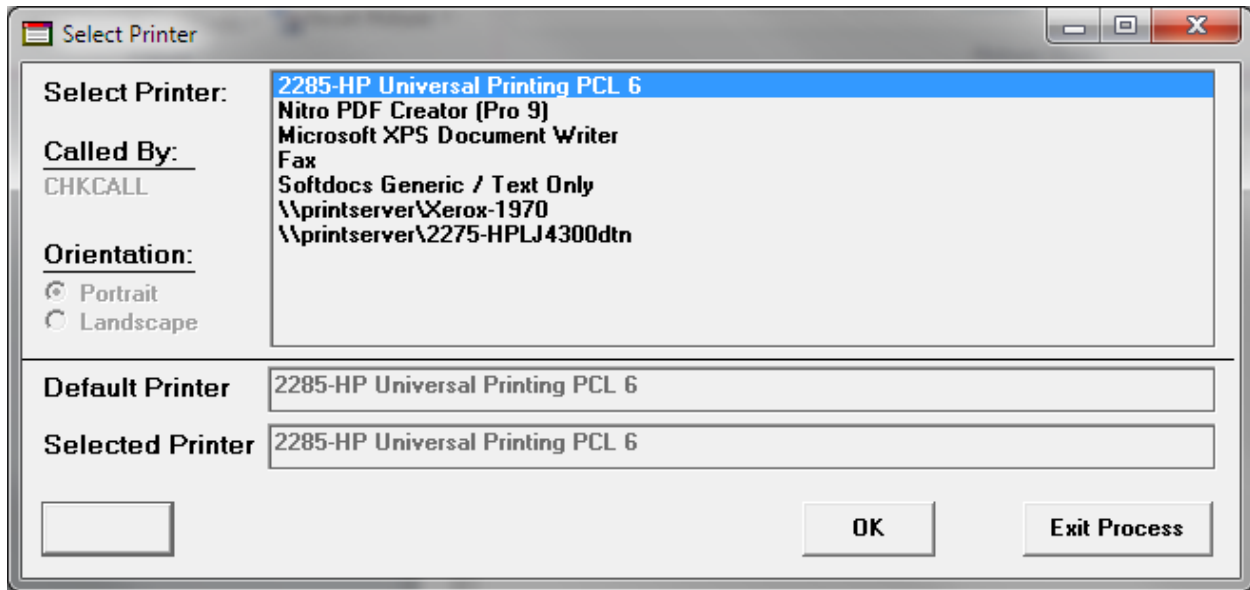 Select Printer
Select Printer:
2285-HP Universal Printing PCL 6
Nitro PDF Creator (Pro 9)
Microsoft XPS Document Writer
Fax
Softdocs Generic / Text Only
\\printserver\Xerox-1970
\\printserver\2275-HPLJ4300dtn
Called By:
CHKCALL
Orientation:
Portrait
Landscape
Default Printer 2285-HP Universal Printing PCL 6
Selected Printer 2285-HP Universal Printing PCL 6
OK Exit Process